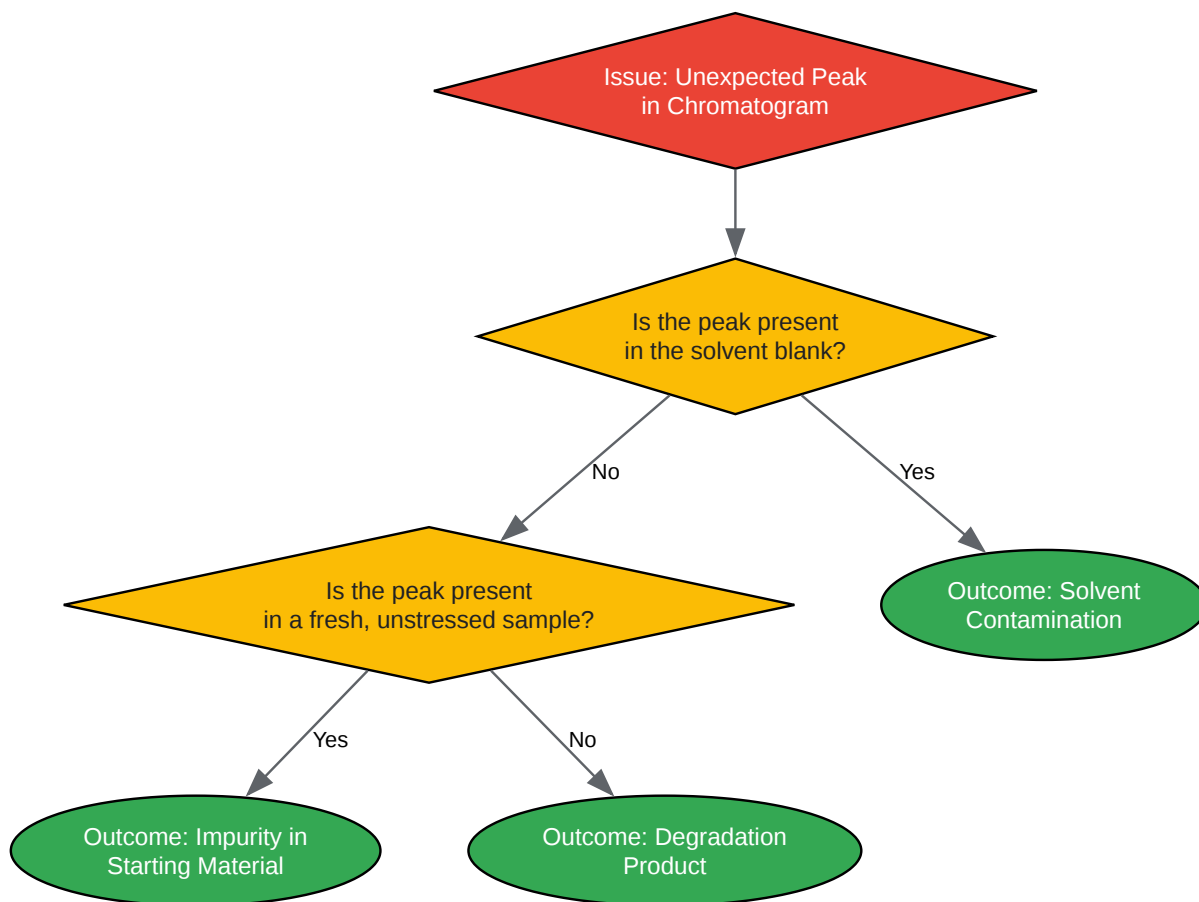 Issue: Unexpected Peak
in Chromatogram
Is the peak present
in the solvent blank?
No
Yes
Is the peak present
in a fresh, unstressed sample?
Outcome: Solvent
Contamination
Yes
No
Outcome: Impurity in
Starting Material
Outcome: Degradation
Product